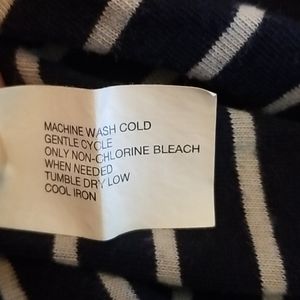 MACHINE WASH COLD
GENTLE CYCLE
ONLY NON-CHLORINE BLEACH
WHEN NEEDED
TUMBLE DRY LOW
COOL IRON